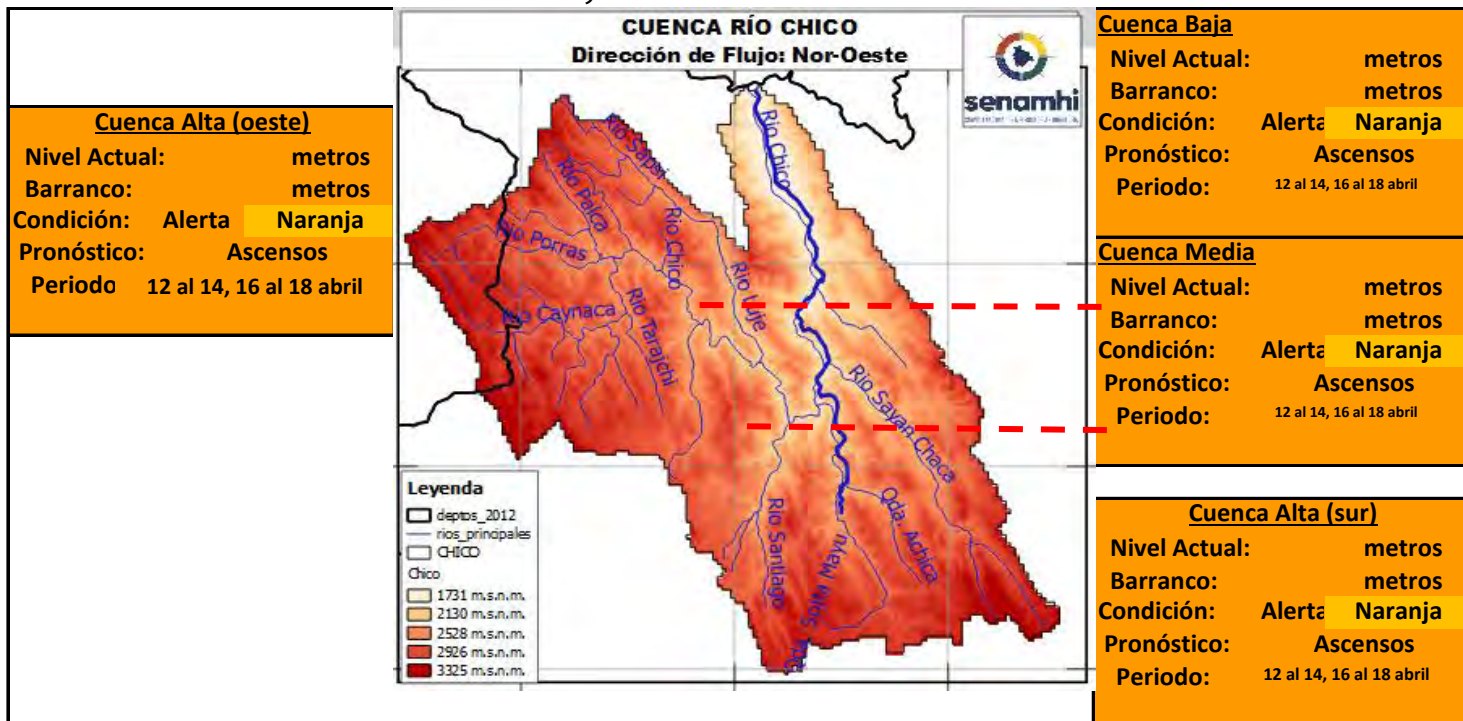 CUENCA RÍO CHICO
Dirección de Flujo: Nor-Oeste
senamhi
Cuenca Alta (oeste)
Nivel Actual: metros
Barranco: metros
Condición: Alerta Naranja
Pronóstico: Ascensos
Periodo 12 al 14, 16 al 18 abril
Río Sapsi
Río Palca
Río Porras
Río Chico
Río Caynaca
Río Tarajchi
Río Luje
Río Chico
Río Sayan Chaca
Río Santiago
Qda. Solta Mayu
Qda. Achica
Leyenda
deptos_2012
rios_principales
CHICO
Chico
1731 m.s.n.m.
2130 m.s.n.m.
2528 m.s.n.m.
2926 m.s.n.m.
3325 m.s.n.m.
Cuenca Baja
Nivel Actual: metros
Barranco: metros
Condición: Alerta Naranja
Pronóstico: Ascensos
Periodo: 12 al 14, 16 al 18 abril
Cuenca Media
Nivel Actual: metros
Barranco: metros
Condición: Alerta Naranja
Pronóstico: Ascensos
Periodo: 12 al 14, 16 al 18 abril
Cuenca Alta (sur)
Nivel Actual: metros
Barranco: metros
Condición: Alerta Naranja
Pronóstico: Ascensos
Periodo: 12 al 14, 16 al 18 abril